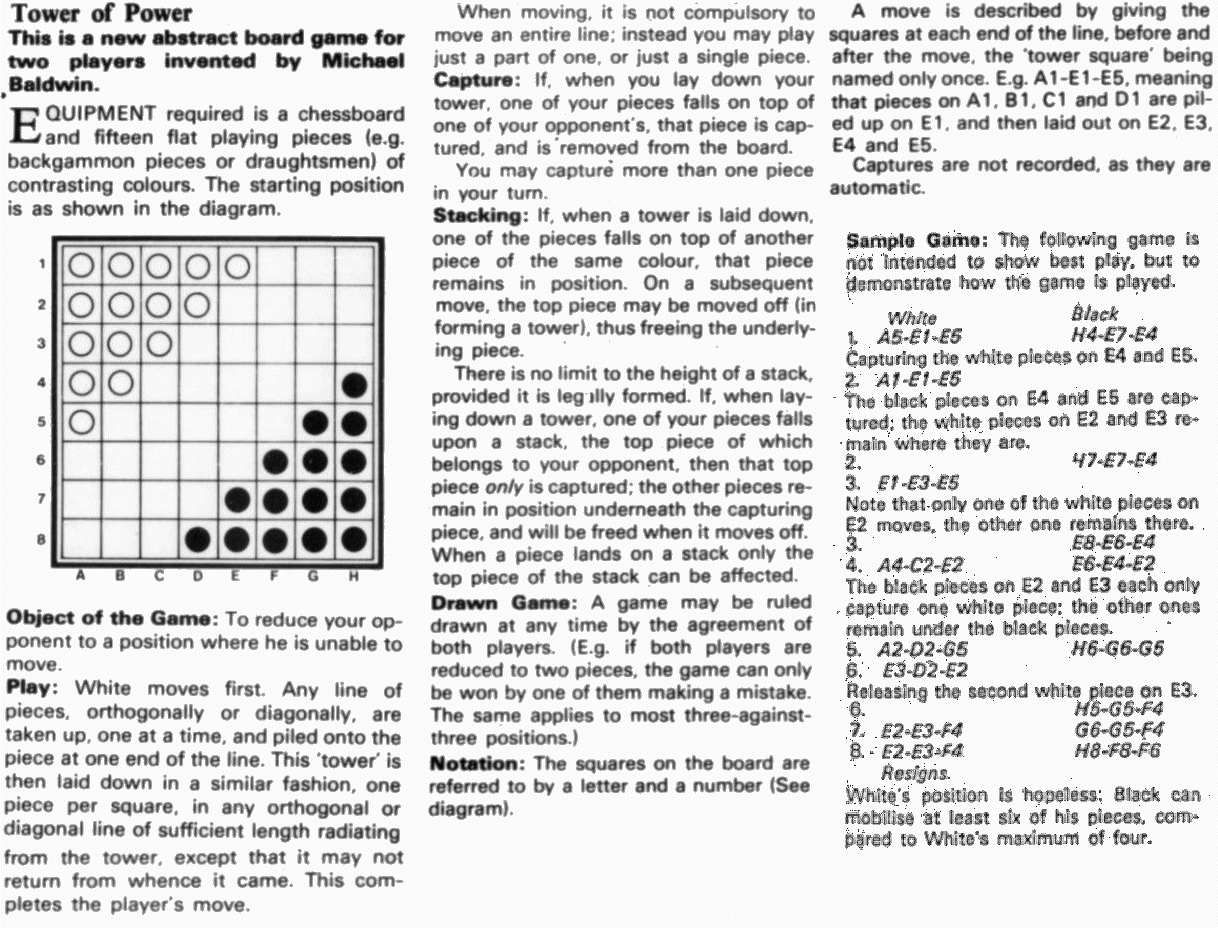 Tower of Power
This is a new abstract board game for
two players invented by Michael
Baldwin.
EQUIPMENT required is a chessboard
and fifteen flat playing pieces (e.g.
backgammon pieces or draughtsmen) of
contrasting colours. The starting position
is as shown in the diagram.
1
2
3
4
5
6
7
8
A B C D E F G H
Object of the Game: To reduce your op-
ponent to a position where he is unable to
move.
Play: White moves first. Any line of
pieces, orthogonally or diagonally, are
taken up, one at a time, and piled onto the
piece at one end of the line. This 'tower' is
then laid down in a similar fashion, one
piece per square, in any orthogonal or
diagonal line of sufficient length radiating
from the tower, except that it may not
return from whence it came. This com-
pletes the player's move.
When moving, it is not compulsory to
move an entire line; instead you may play
just a part of one, or just a single piece.
Capture: If, when you lay down your
tower, one of your pieces falls on top of
one of your opponent's, that piece is cap-
tured, and is removed from the board.
You may capture more than one piece
in your turn.
Stacking: If, when a tower is laid down,
one of the pieces falls on top of another
piece of the same colour, that piece
remains in position. On a subsequent
move, the top piece may be moved off (in
forming a tower), thus freeing the underly-
ing piece.
There is no limit to the height of a stack,
provided it is legally formed. If, when lay-
ing down a tower, one of your pieces falls
upon a stack, the top piece of which
belongs to your opponent, then that top
piece only is captured; the other pieces re-
main in position underneath the capturing
piece, and will be freed when it moves off.
When a piece lands on a stack only the
top piece of the stack can be affected.
Drawn Game: A game may be ruled
drawn at any time by the agreement of
both players. (E.g. if both players are
reduced to two pieces, the game can only
be won by one of them making a mistake.
The same applies to most three-against-
three positions.)
Notation: The squares on the board are
referred to by a letter and a number (See
diagram).
A move is described by giving the
squares at each end of the line, before and
after the move, the 'tower square' being
named only once. E.g. A1-E1-E5, meaning
that pieces on A1, B1, C1 and D1 are pil-
ed up on E1, and then laid out on E2, E3,
E4 and E5.
Captures are not recorded, as they are
automatic.
Sample Game: The following game is
not intended to show best play, but to
demonstrate how the game is played.
White Black
1. A5-E1-E5 H4-E7-E4
Capturing the white pieces on E4 and E5.
2. A1-E1-E5
The black pieces on E4 and E5 are cap-
tured; the white pieces on E2 and E3 re-
main where they are.
2. H7-E7-E4
3. E1-E3-E5
Note that only one of the white pieces on
E2 moves, the other one remains there.
3. E8-E6-E4
4. A4-C2-E2 E6-E4-E2
The black pieces on E2 and E3 each only
capture one white piece; the other ones
remain under the black pieces.
5. A2-D2-G5 H6-G6-G5
6. E3-D2-E2
Releasing the second white piece on E3.
6. H5-G5-F4
7. E2-E3-F4 G6-G5-F4
8. E2-E3-F4 H8-F8-F6
Resigns.
White's position is hopeless; Black can
mobilise at least six of his pieces, com-
pared to White's maximum of four.